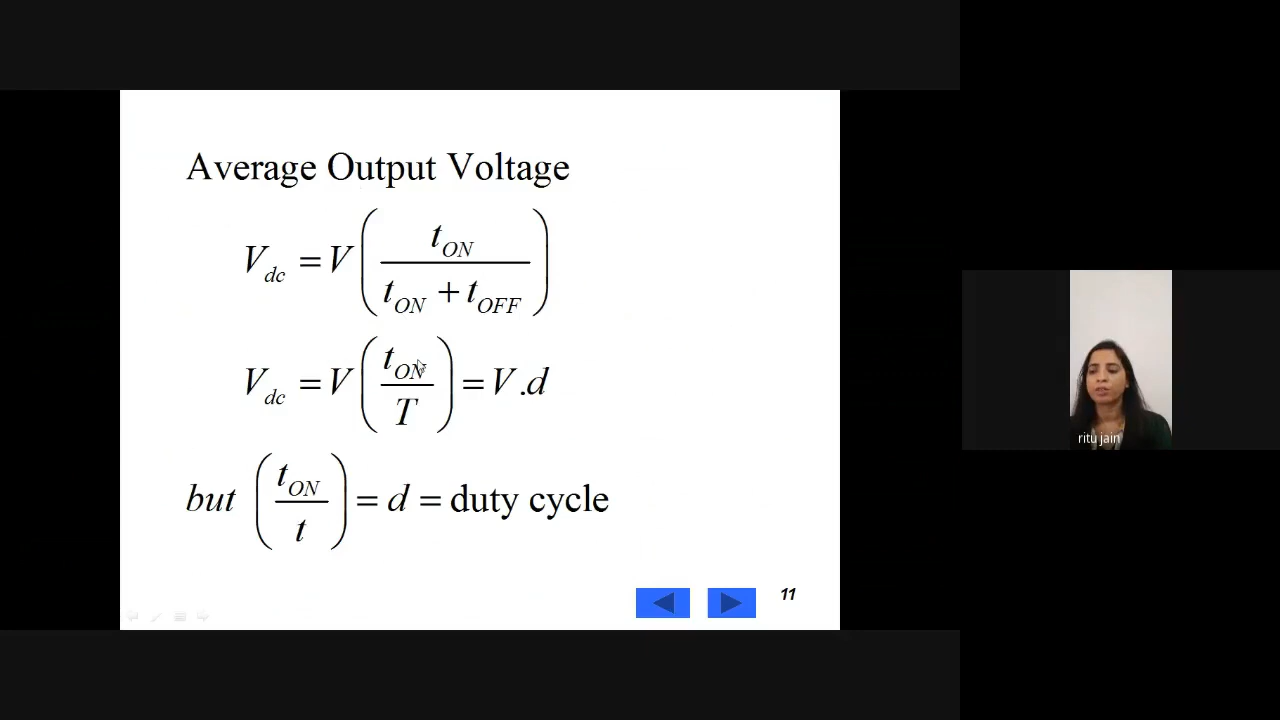 Average Output Voltage
V_dc = V ( t_ON / (t_ON + t_OFF) )
V_dc = V ( t_ON / T ) = V.d
but ( t_ON / t ) = d = duty cycle
11
ritu jain